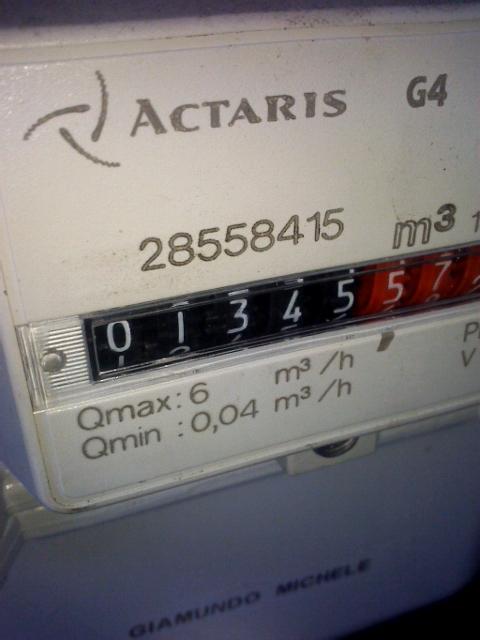 ACTARIS G4
28558415 m³ 1
0 1 3 4 5 5 7
Qmax: 6 m³/h
Qmin : 0,04 m³/h
P
V
GIAMUNDO MICHELE